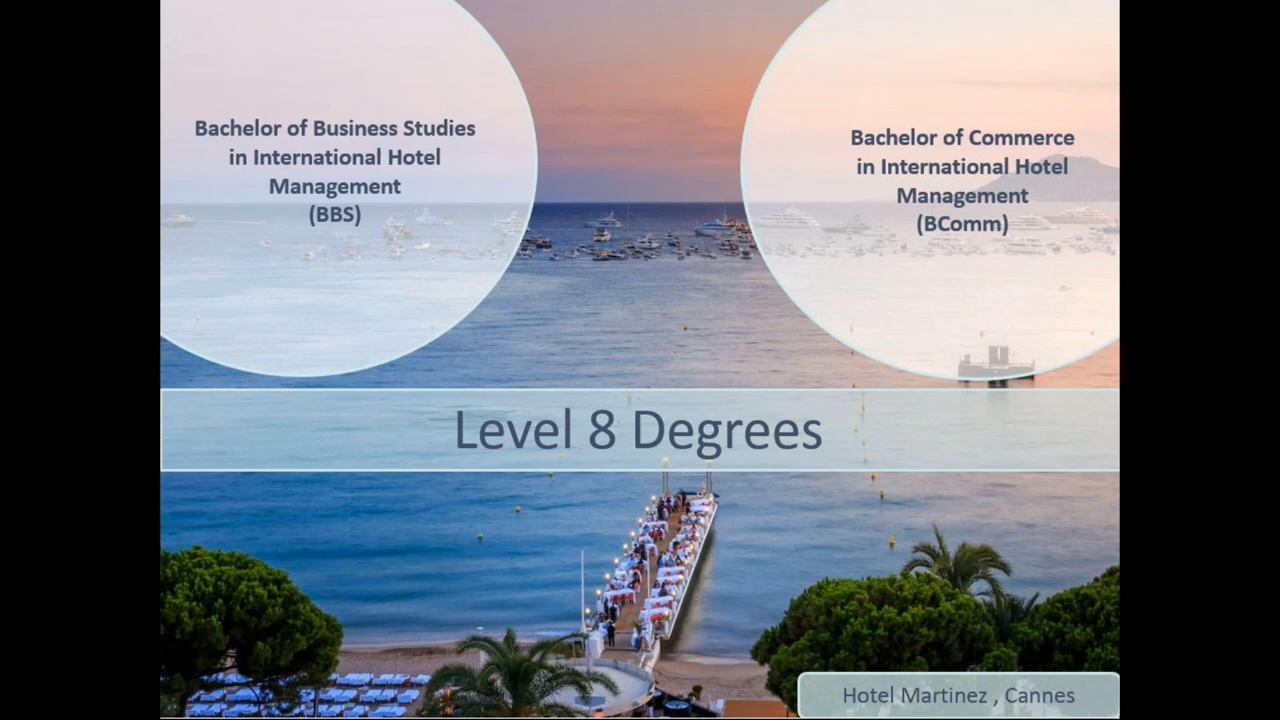 Bachelor of Business Studies
in International Hotel
Management
(BBS)
Bachelor of Commerce
in International Hotel
Management
(BComm)
Level 8 Degrees
Hotel Martinez , Cannes